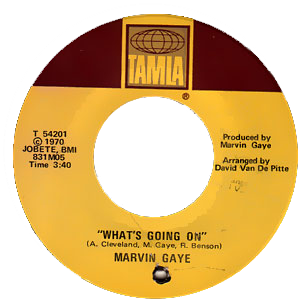 TAMLA
®
T 54201
℗ 1970
JOBETE, BMI
831M05
Time 3:40
Produced by
Marvin Gaye
Arranged by
David Van De Pitte
"WHAT'S GOING ON"
(A. Cleveland, M. Gaye, R. Benson)
MARVIN GAYE